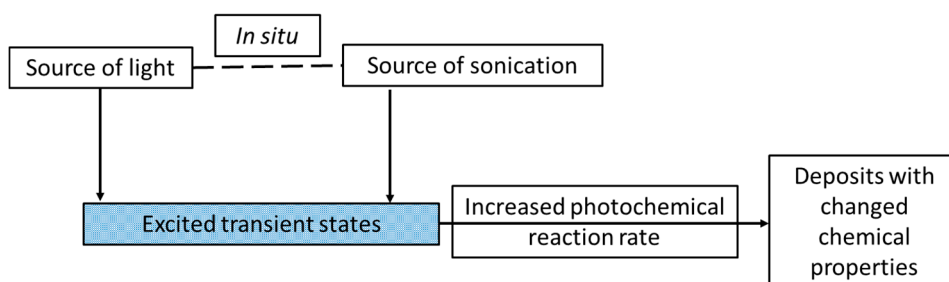 In situ
Source of light
Source of sonication
Excited transient states
Increased photochemical
reaction rate
Deposits with
changed
chemical
properties